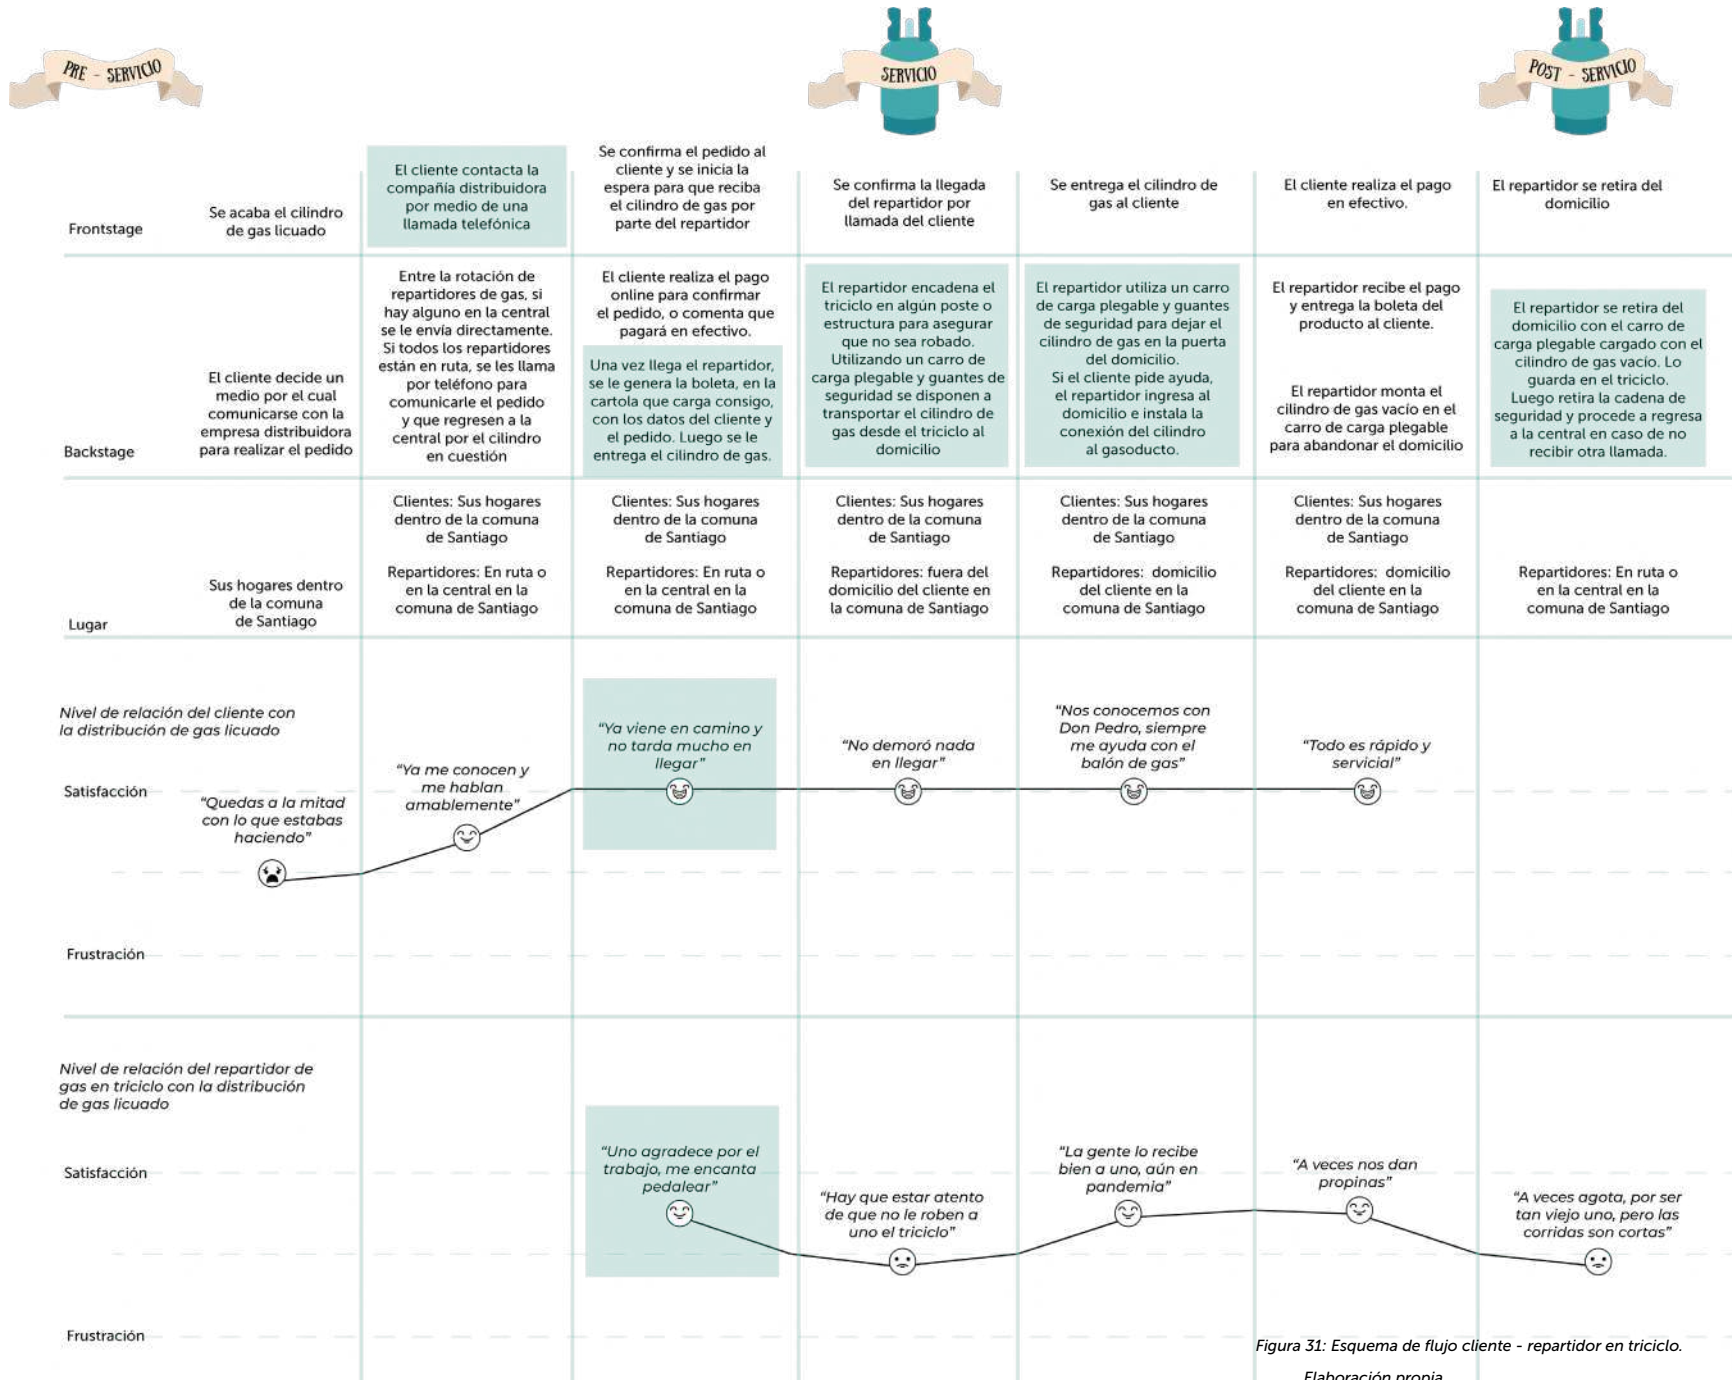 PRE - SERVICIO
SERVICIO
POST - SERVICIO
Frontstage
Se acaba el cilindro
de gas licuado
El cliente contacta la
compañía distribuidora
por medio de una
llamada telefónica
Se confirma el pedido al
cliente y se inicia la
espera para que reciba
el cilindro de gas por
parte del repartidor
Se confirma la llegada
del repartidor por
llamada del cliente
Se entrega el cilindro de
gas al cliente
El cliente realiza el pago
en efectivo.
El repartidor se retira del
domicilio
Backstage
El cliente decide un
medio por el cual
comunicarse con la
empresa distribuidora
para realizar el pedido
Entre la rotación de
repartidores de gas, si
hay alguno en la central
se le envía directamente.
Si todos los repartidores
están en ruta, se les llama
por teléfono para
comunicarle el pedido
y que regresen a la
central por el cilindro
en cuestión
El cliente realiza el pago
online para confirmar
el pedido, o comenta que
pagará en efectivo.
Una vez llega el repartidor,
se le genera la boleta, en la
cartola que carga consigo,
con los datos del cliente y
el pedido. Luego se le
entrega el cilindro de gas.
El repartidor encadena el
triciclo en algún poste o
estructura para asegurar
que no sea robado.
Utilizando un carro de
carga plegable y guantes de
seguridad se disponen a
transportar el cilindro de
gas desde el triciclo al
domicilio
El repartidor utiliza un carro
de carga plegable y guantes
de seguridad para dejar el
cilindro de gas en la puerta
del domicilio.
Si el cliente pide ayuda,
el repartidor ingresa al
domicilio e instala la
conexión del cilindro
al gasoducto.
El repartidor recibe el pago
y entrega la boleta del
producto al cliente.
El repartidor monta el
cilindro de gas vacío en el
carro de carga plegable
para abandonar el domicilio
El repartidor se retira del
domicilio con el carro de
carga plegable cargado con el
cilindro de gas vacío. Lo
guarda en el triciclo.
Luego retira la cadena de
seguridad y procede a regresa
a la central en caso de no
recibir otra llamada.
Lugar
Sus hogares dentro
de la comuna
de Santiago
Clientes: Sus hogares
dentro de la comuna
de Santiago
Repartidores: En ruta o
en la central en la
comuna de Santiago
Clientes: Sus hogares
dentro de la comuna
de Santiago
Repartidores: En ruta o
en la central en la
comuna de Santiago
Clientes: Sus hogares
dentro de la comuna
de Santiago
Repartidores: fuera del
domicilio del cliente en
la comuna de Santiago
Clientes: Sus hogares
dentro de la comuna
de Santiago
Repartidores: domicilio
del cliente en la
comuna de Santiago
Clientes: Sus hogares
dentro de la comuna
de Santiago
Repartidores: domicilio
del cliente en la
comuna de Santiago
Repartidores: En ruta o
en la central en la
comuna de Santiago
Nivel de relación del cliente con
la distribución de gas licuado
Satisfacción
Frustración
“Quedas a la mitad
con lo que estabas
haciendo”
“Ya me conocen y
me hablan
amablemente”
“Ya viene en camino y
no tarda mucho en
llegar”
“No demoró nada
en llegar”
“Nos conocemos con
Don Pedro, siempre
me ayuda con el
balón de gas”
“Todo es rápido y
servicial”
Nivel de relación del repartidor de
gas en triciclo con la distribución
de gas licuado
Satisfacción
Frustración
“Uno agradece por el
trabajo, me encanta
pedalear”
“Hay que estar atento
de que no le roben a
uno el triciclo”
“La gente lo recibe
bien a uno, aún en
pandemia”
“A veces nos dan
propinas”
“A veces agota, por ser
tan viejo uno, pero las
corridas son cortas”
Figura 31: Esquema de flujo cliente - repartidor en triciclo.
Elaboración propia